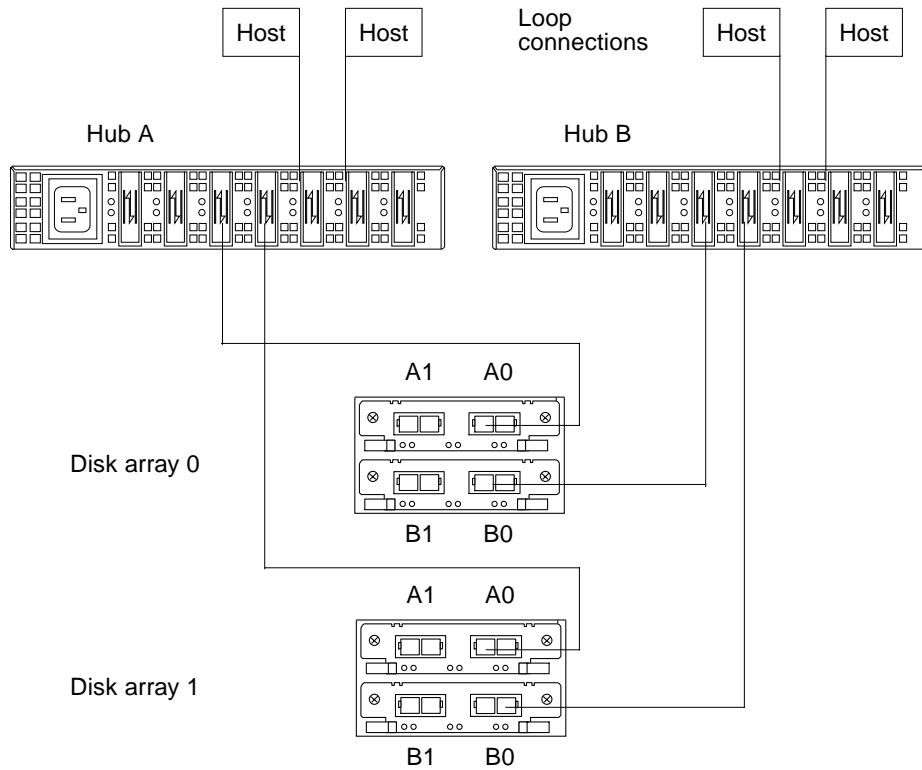 Host
Host
Loop
connections
Host
Host
Hub A
Hub B
A1
A0
Disk array 0
B1
B0
A1
A0
Disk array 1
B1
B0